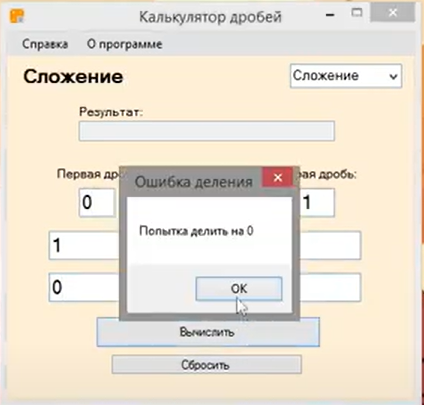 Калькулятор дробей
Справка О программе
Сложение
Сложение
Результат:
Первая дро
ая дробь:
Ошибка деления
0
1
Попытка делить на 0
1
0
OK
Вычислить
Сбросить